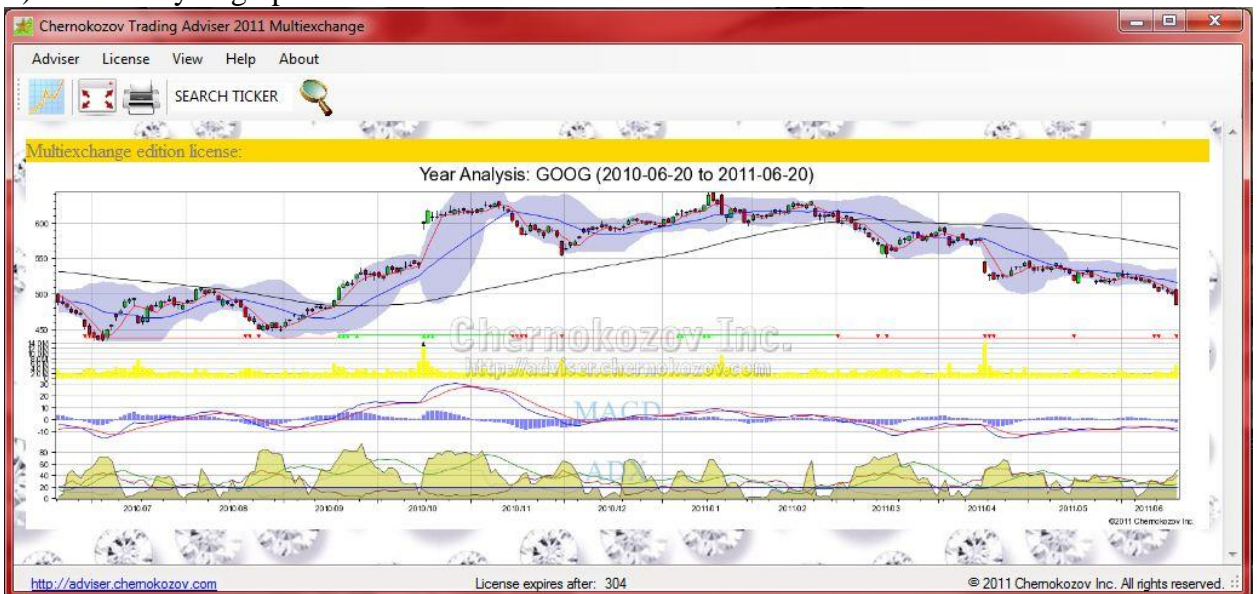 Chernokozov Trading Adviser 2011 Multiexchange
Adviser License View Help About
SEARCH TICKER
Multiexchange edition license:
Year Analysis: GOOG (2010-06-20 to 2011-06-20)
600
550
500
450
Chernokozov Inc.
http://adviser.chernokozov.com
30
20
10
0
-10
MACD
80
60
40
20
0
ADX
2010.07 2010.08 2010.09 2010.10 2010.11 2010.12 2011.01 2011.02 2011.03 2011.04 2011.05 2011.06
©2011 Chernokozov Inc.
http://adviser.chernokozov.com License expires after: 304 © 2011 Chernokozov Inc. All rights reserved.